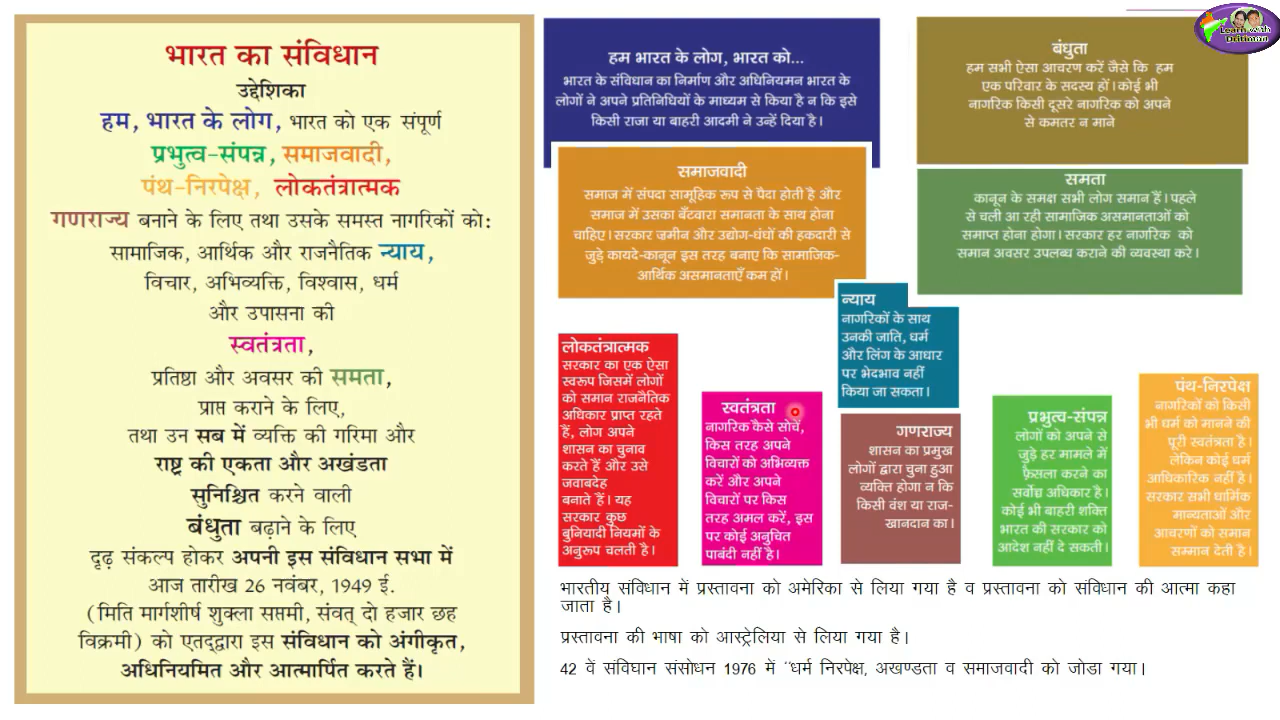 भारत का संविधान
उद्देशिका
हम, भारत के लोग, भारत को एक संपूर्ण
प्रभुत्व-संपन्न, समाजवादी,
पंथ-निरपेक्ष, लोकतंत्रात्मक
गणराज्य बनाने के लिए तथा उसके समस्त नागरिकों को:
सामाजिक, आर्थिक और राजनैतिक न्याय,
विचार, अभिव्यक्ति, विश्वास, धर्म
और उपासना की
स्वतंत्रता,
प्रतिष्ठा और अवसर की समता,
प्राप्त कराने के लिए,
तथा उन सब में व्यक्ति की गरिमा और
राष्ट्र की एकता और अखंडता
सुनिश्चित करने वाली
बंधुता बढ़ाने के लिए
दृढ़ संकल्प होकर अपनी इस संविधान सभा में
आज तारीख 26 नवंबर, 1949 ई.
(मिति मार्गशीर्ष शुक्ला सप्तमी, संवत् दो हजार छह
विक्रमी) को एतद्द्वारा इस संविधान को अंगीकृत,
अधिनियमित और आत्मार्पित करते हैं।
हम भारत के लोग, भारत को...
भारत के संविधान का निर्माण और अधिनियमन भारत के
लोगों ने अपने प्रतिनिधियों के माध्यम से किया है न कि इसे
किसी राजा या बाहरी आदमी ने उन्हें दिया है।
बंधुता
हम सभी ऐसा आचरण करें जैसे कि हम
एक परिवार के सदस्य हों। कोई भी
नागरिक किसी दूसरे नागरिक को अपने
से कमतर न माने
Learn with
Dhiman
समाजवादी
समाज में संपदा सामूहिक रूप से पैदा होती है और
समाज में उसका बँटवारा समानता के साथ होना
चाहिए। सरकार ज़मीन और उद्योग-धंघों की हकदारी से
जुड़े कायदे-कानून इस तरह बनाए कि सामाजिक-
आर्थिक असमानताएँ कम हों।
समता
कानून के समक्ष सभी लोग समान हैं। पहले
से चली आ रही सामाजिक असमानताओं को
समाप्त होना होगा। सरकार हर नागरिक को
समान अवसर उपलब्ध कराने की व्यवस्था करे।
लोकतंत्रात्मक
सरकार का एक ऐसा
स्वरूप जिसमें लोगों
को समान राजनैतिक
अधिकार प्राप्त रहते
हैं, लोग अपने
शासन का चुनाव
करते हैं और उसे
जवाबदेह
बनाते हैं। यह
सरकार कुछ
बुनियादी नियमों के
अनुरूप चलती है।
स्वतंत्रता
नागरिक कैसे सोचें,
किस तरह अपने
विचारों को अभिव्यक्त
करें और अपने
विचारों पर किस
तरह अमल करें, इस
पर कोई अनुचित
पाबंदी नहीं है।
न्याय
नागरिकों के साथ
उनकी जाति, धर्म
और लिंग के आधार
पर भेदभाव नहीं
किया जा सकता।
गणराज्य
शासन का प्रमुख
लोगों द्वारा चुना हुआ
व्यक्ति होगा न कि
किसी वंश या राज-
खानदान का।
प्रभुत्व-संपन्न
लोगों को अपने से
जुड़े हर मामले में
फ़ैसला करने का
सर्वोच्च अधिकार है।
कोई भी बाहरी शक्ति
भारत की सरकार को
आदेश नहीं दे सकती।
पंथ-निरपेक्ष
नागरिकों को किसी
भी धर्म को मानने की
पूरी स्वतंत्रता है।
लेकिन कोई धर्म
आधिकारिक नहीं है।
सरकार सभी धार्मिक
मान्यताओं और
आचरणों को समान
सम्मान देती है।
भारतीय संविधान में प्रस्तावना को अमेरिका से लिया गया है व प्रस्तावना को संविधान की आत्मा कहा
जाता है।
प्रस्तावना की भाषा को आस्ट्रेलिया से लिया गया है।
42 वें संविघान संसोधन 1976 में "धर्म निरपेक्ष, अखण्डता व समाजवादी को जोडा गया।